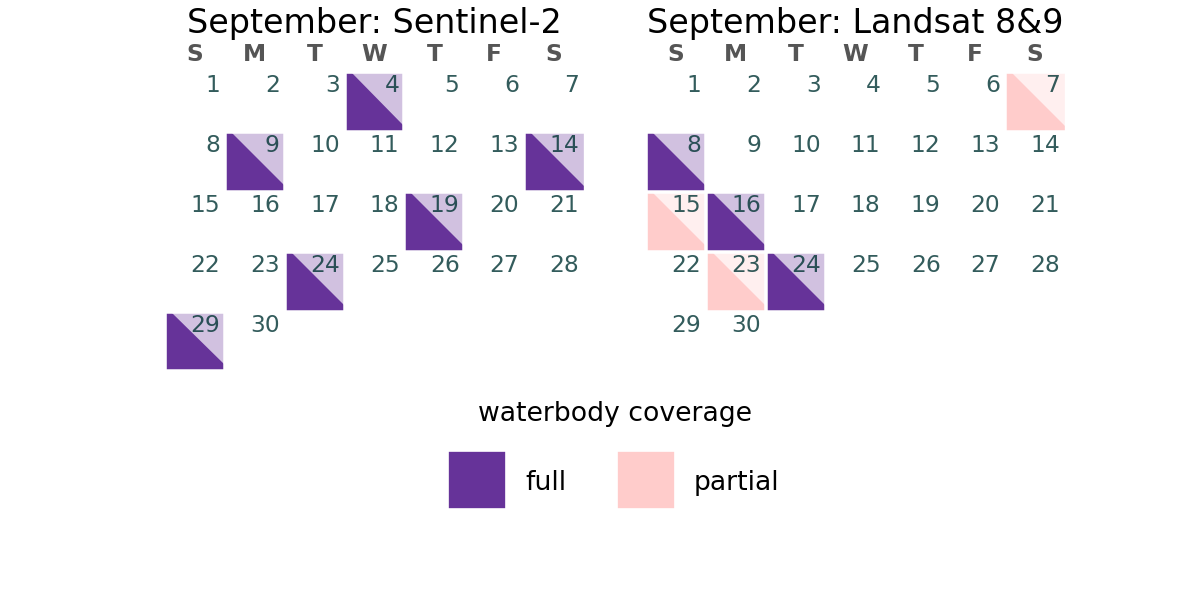 September: Sentinel-2
S M T W T F S
1 2 3 4 5 6 7
8 9 10 11 12 13 14
15 16 17 18 19 20 21
22 23 24 25 26 27 28
29 30
September: Landsat 8&9
S M T W T F S
1 2 3 4 5 6 7
8 9 10 11 12 13 14
15 16 17 18 19 20 21
22 23 24 25 26 27 28
29 30
waterbody coverage
full partial